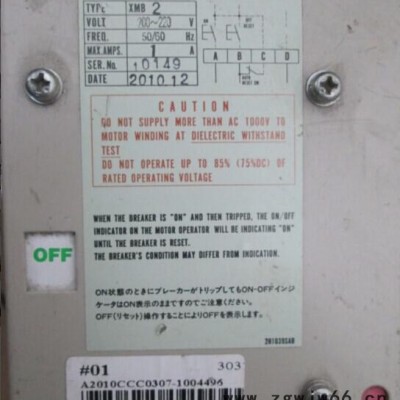 TYPE XMB 2
VOLT. 200~220 V
FREQ. 50/60 Hz
MAX.AMPS. 1 A
SER.No. 10149
DATE 2010.12
A B C D
CAUTION
DO NOT SUPPLY MORE THAN AC 1000V TO
MOTOR WINDING AT DIELECTRIC WITHSTAND
TEST
DO NOT OPERATE UP TO 85% (75%DC) OF
RATED OPERATING VOLTAGE
WHEN THE BREAKER IS "ON" AND THEN TRIPPED, THE ON/OFF
INDICATOR ON THE MOTOR OPERATOR WILL BE INDICATING "ON"
UNTIL THE BREAKER IS RESET.
THE BREAKER'S CONDITION MAY DIFFER FROM INDICATION.
OFF
ON状態のときにブレーカーがトリップしてもON-OFFインジ
ケータはON表示のままですのでご注意ください。
OFF(リセット)操作するとOFFを表示します。
#01 303
A2010CCC0307-1004496